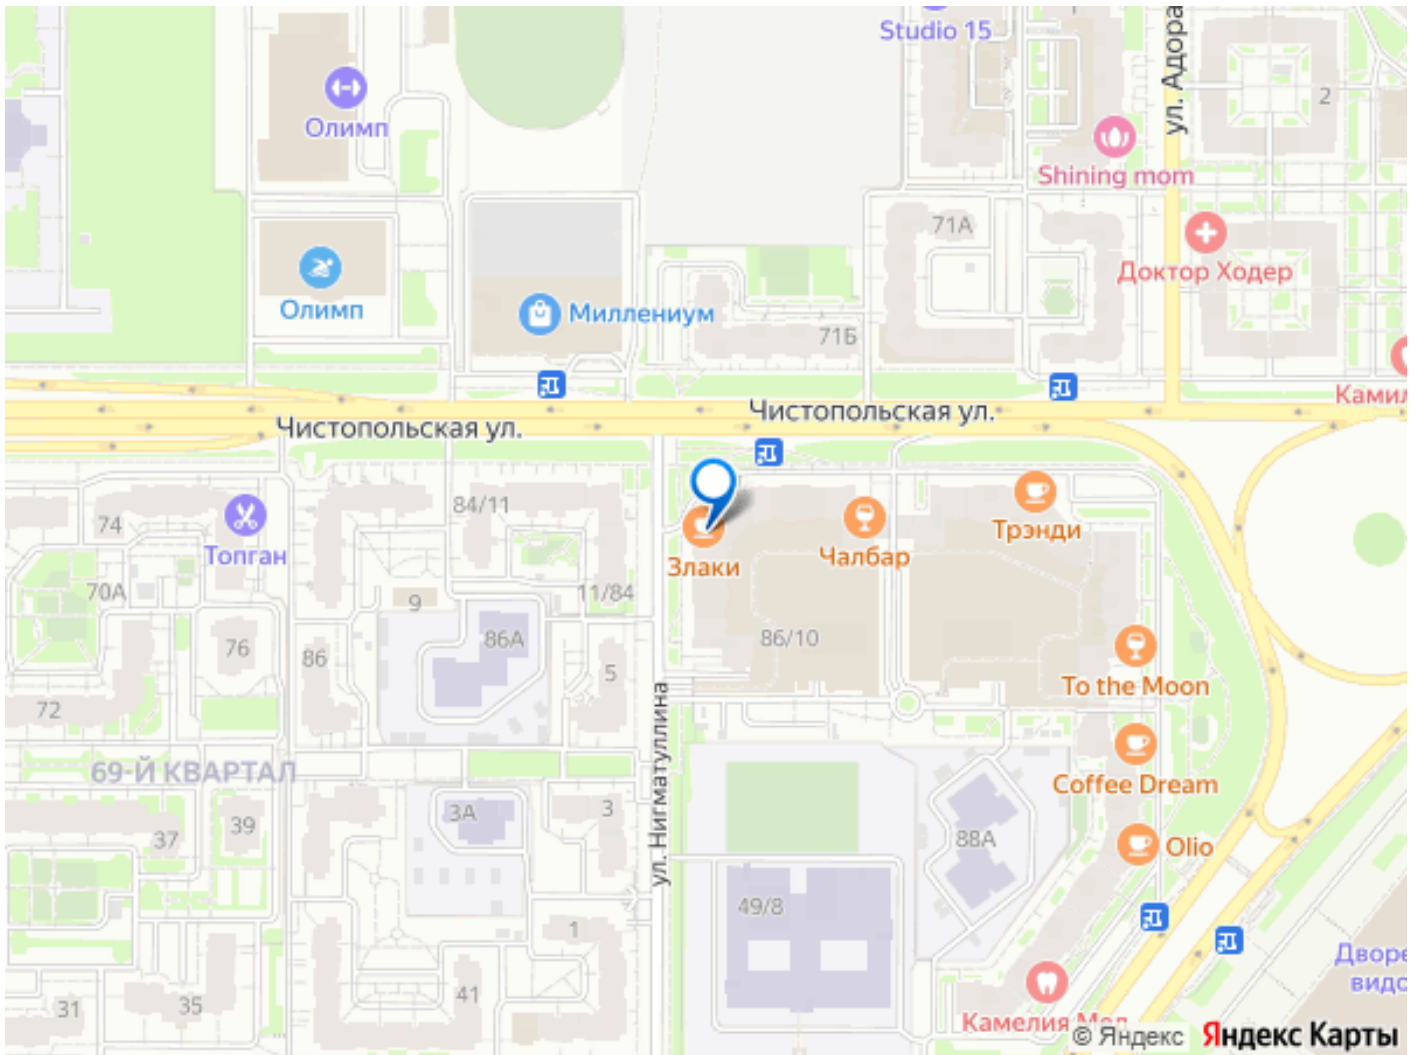 Studio 15
ул. Адора
2
Олимп
Shining mom
71А
Доктор Ходер
Олимп
Миллениум
71Б
Камил
Чистопольская ул.
Чистопольская ул.
84/11
74
Топган
Злаки
Чалбар
Трэнди
70А
9
11/84
76
86
86А
86/10
5
To the Moon
72
ул. Нигматуллина
69-Й КВАРТАЛ
Coffee Dream
3А
3
39
37
88А
Olio
49/8
1
Дворе
видс
31
35
41
Камелия Мед
© Яндекс
Яндекс Карты